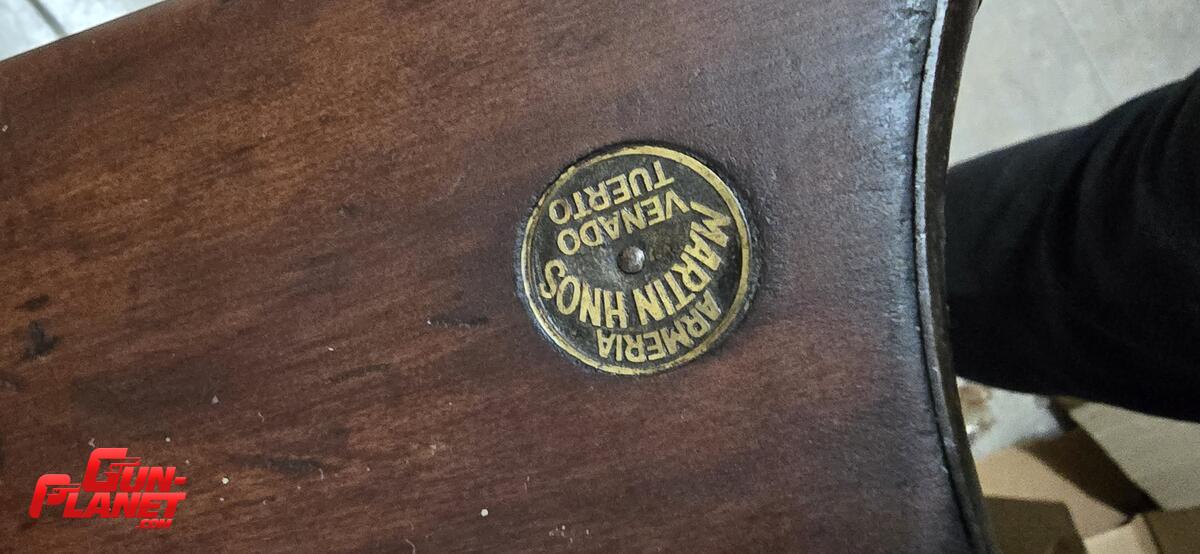 ARMERIA
MARTIN HNOS
VENADO
TUERTO
GUN-
PLANET
.COM